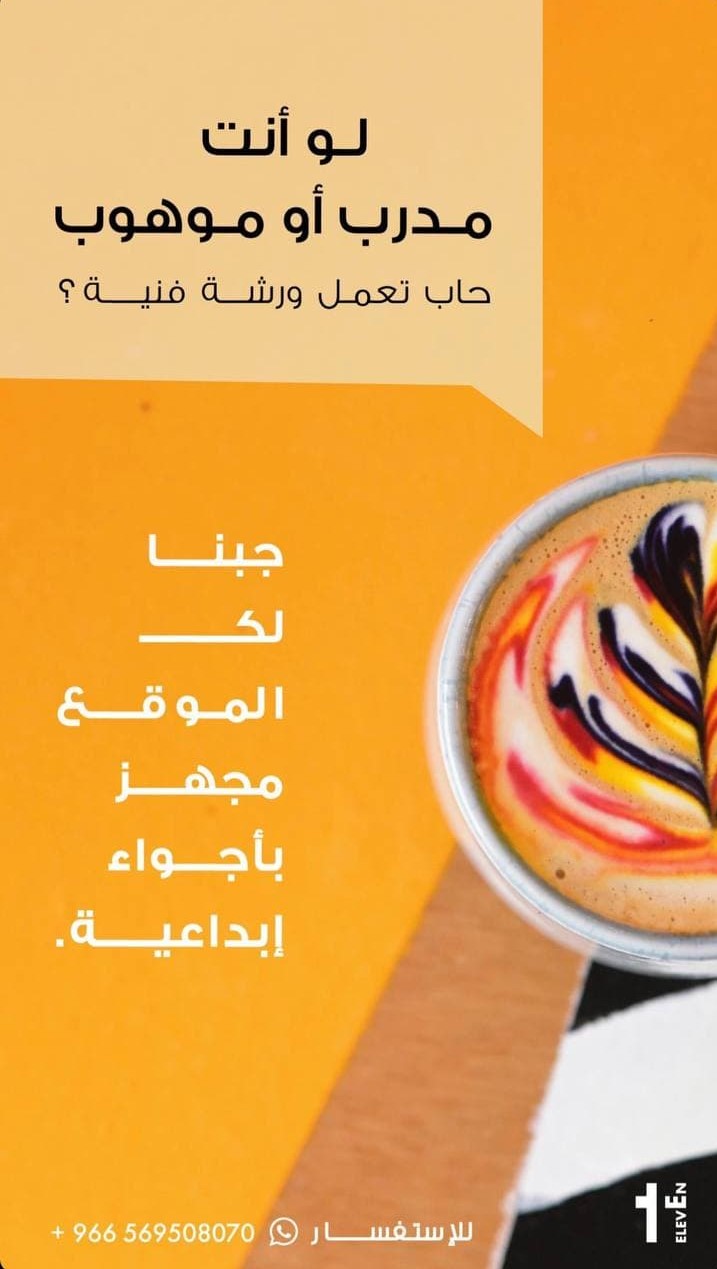 لو أنت
مدرب أو موهوب
حاب تعمل ورشة فنية؟
جبنا
لك
الموقع
مجهز
بأجواء
إبداعية.
للإستفسار + 966 569508070
1
ELEVEN